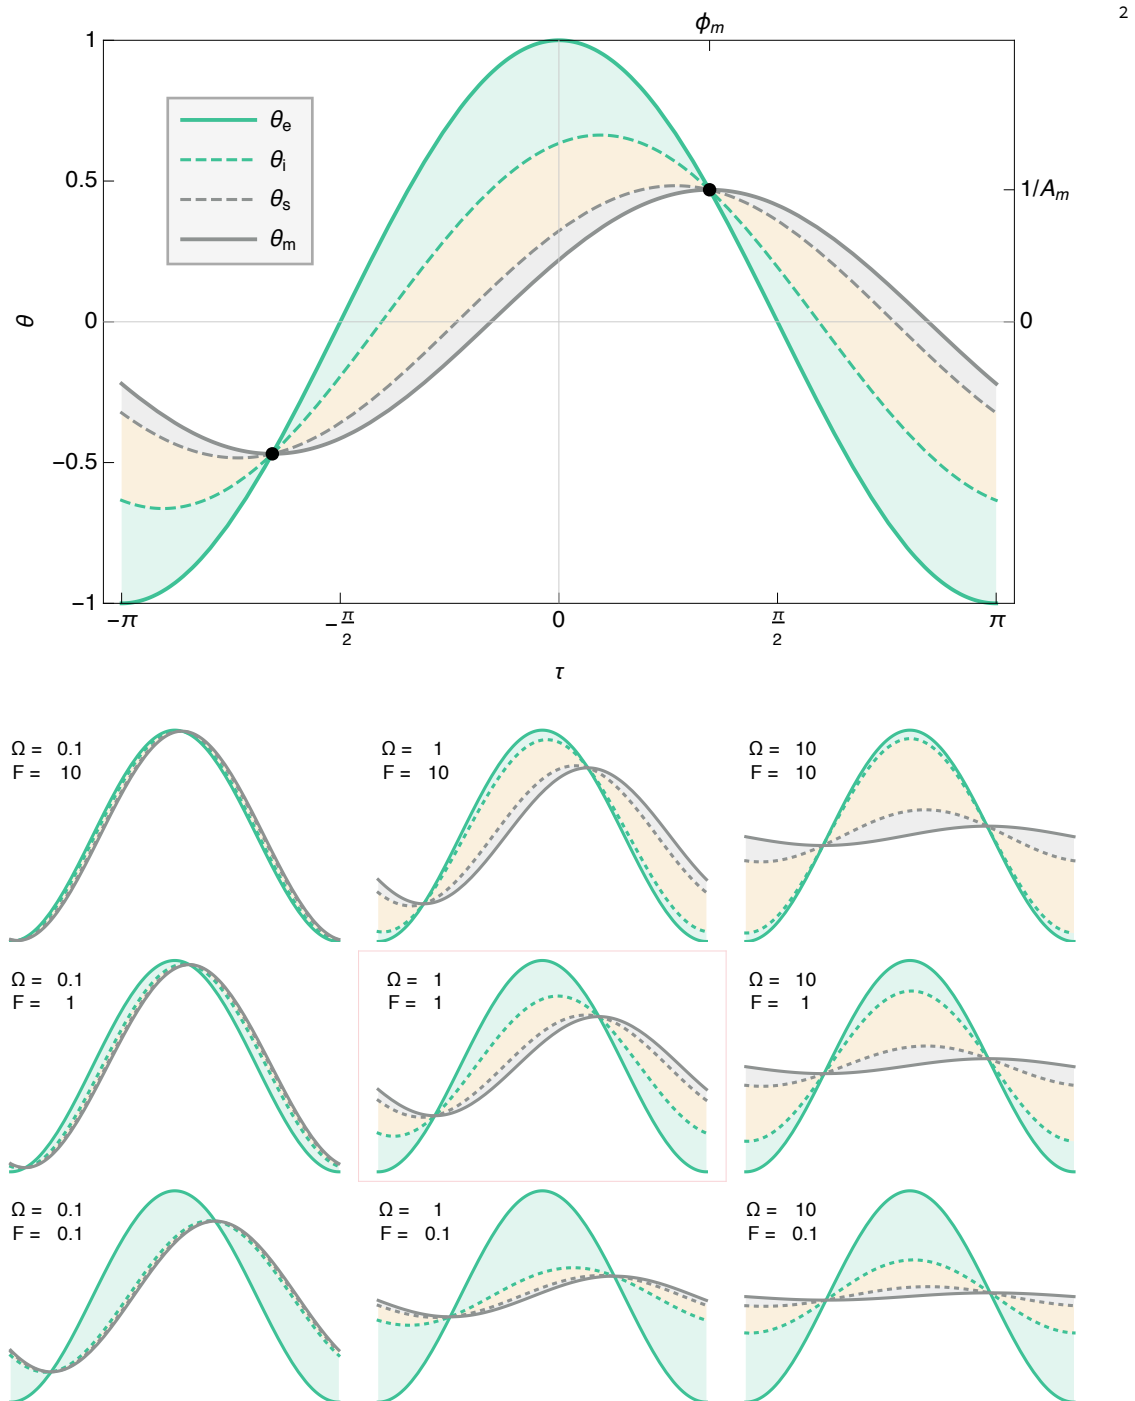 2
ϕm
1
0.5
0
−0.5
−1
θ
θe
θi
θs
θm
1/Am
0
−π
−π/2
0
π/2
π
τ
Ω = 0.1
F = 10
Ω = 1
F = 10
Ω = 10
F = 10
Ω = 0.1
F = 1
Ω = 1
F = 1
Ω = 10
F = 1
Ω = 0.1
F = 0.1
Ω = 1
F = 0.1
Ω = 10
F = 0.1